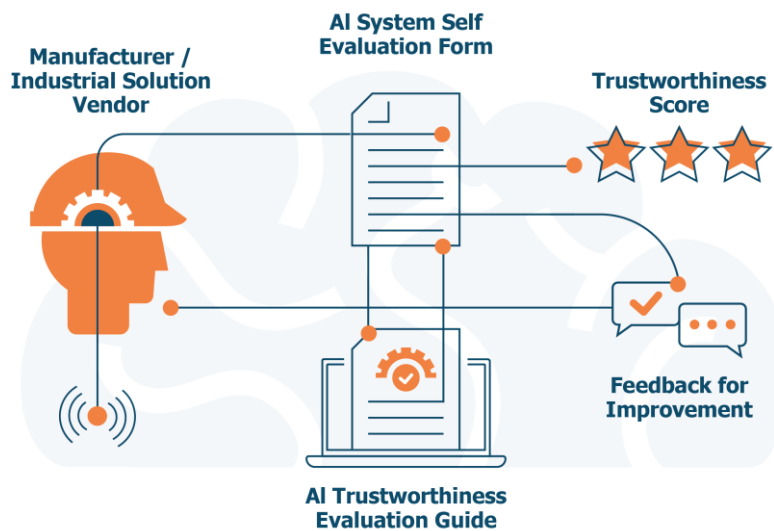 AI System Self
Evaluation Form
Manufacturer /
Industrial Solution
Vendor
Trustworthiness
Score
Feedback for
Improvement
AI Trustworthiness
Evaluation Guide